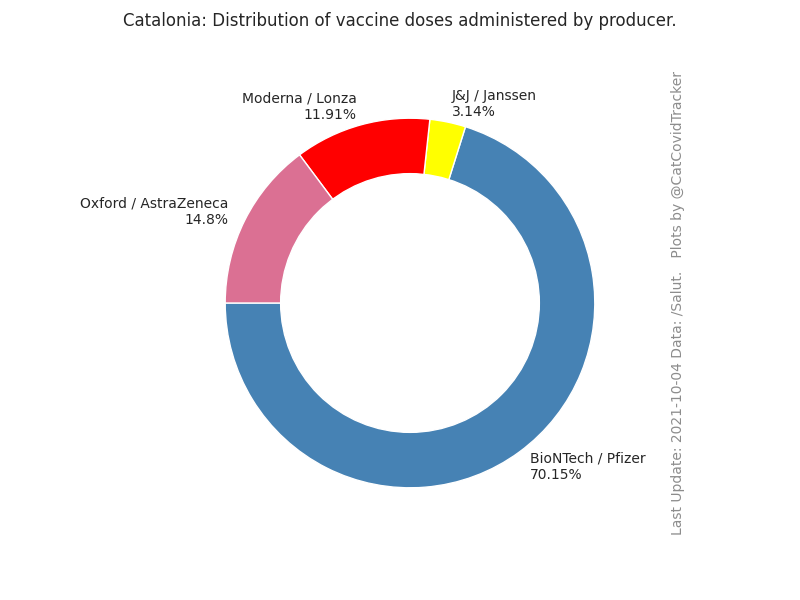 Catalonia: Distribution of vaccine doses administered by producer.
J&J / Janssen
3.14%
Moderna / Lonza
11.91%
Oxford / AstraZeneca
14.8%
BioNTech / Pfizer
70.15%
Last Update: 2021-10-04 Data: /Salut.   Plots by @CatCovidTracker